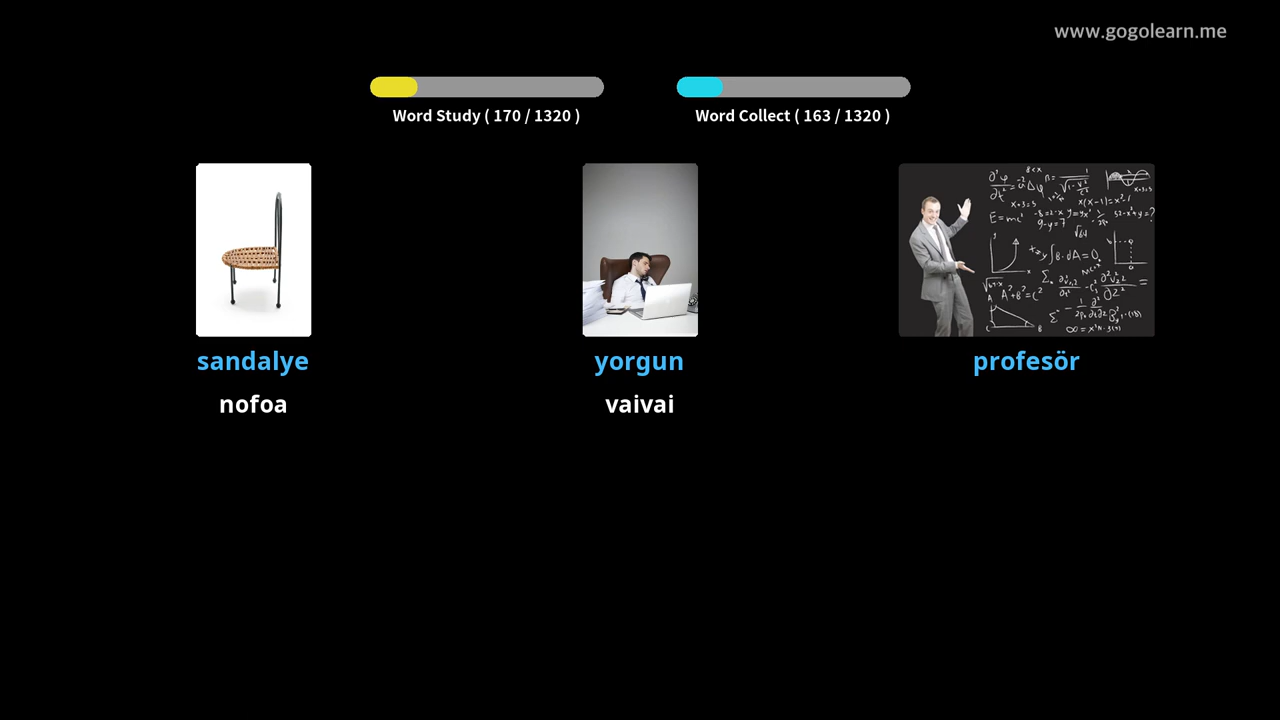 www.gogolearn.me
Word Study ( 170 / 1320 )
Word Collect ( 163 / 1320 )
sandalye
yorgun
profesör
nofoa
vaivai